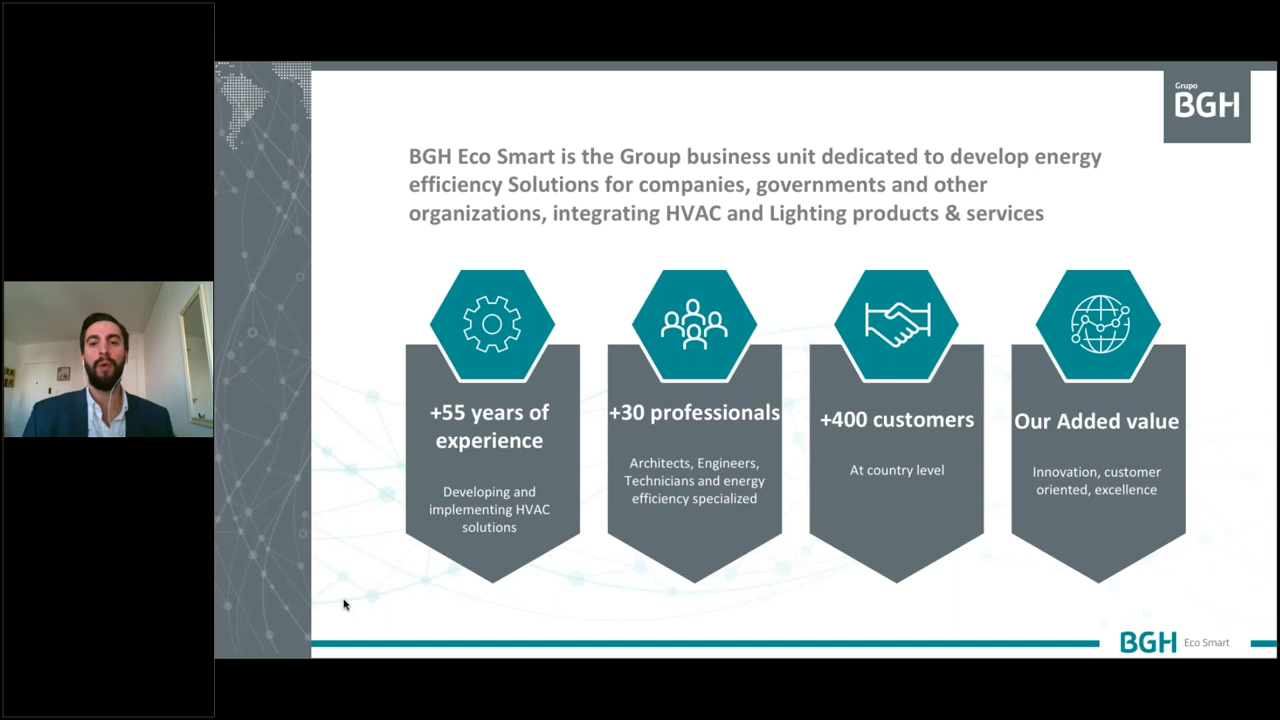 Grupo
BGH
BGH Eco Smart is the Group business unit dedicated to develop energy
efficiency Solutions for companies, governments and other
organizations, integrating HVAC and Lighting products & services
+55 years of
experience
Developing and
implementing HVAC
solutions
+30 professionals
Architects, Engineers,
Technicians and energy
efficiency specialized
+400 customers
At country level
Our Added value
Innovation, customer
oriented, excellence
BGH Eco Smart